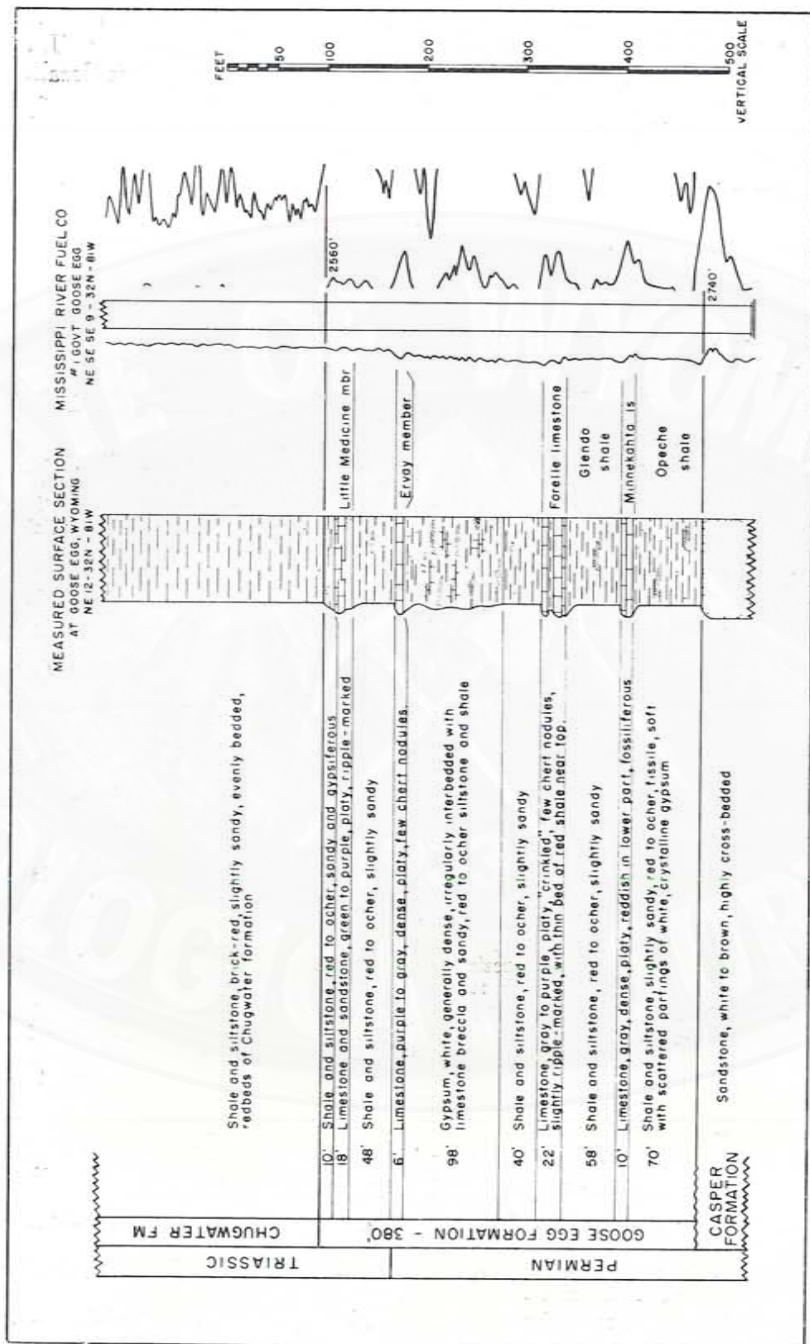 MEASURED SURFACE SECTION
AT GOOSE EGG, WYOMING
NE 12-32N-81W
MISSISSIPPI RIVER FUEL CO
#1 GOVT GOOSE EGG
NE SE SE 9-32N-81W
FEET
50
100
200
300
400
500
VERTICAL SCALE
TRIASSIC
PERMIAN
CHUGWATER FM
GOOSE EGG FORMATION - 380'
CASPER
FORMATION
Shale and siltstone, brick-red, slightly sandy, evenly bedded,
redbeds of Chugwater formation
10' Shale and siltstone, red to ocher, sandy and gypsiferous
18' Limestone and sandstone, green to purple, platy, ripple-marked
48' Shale and siltstone, red to ocher, slightly sandy
6' Limestone, purple to gray, dense, platy, few chert nodules.
98' Gypsum, white, generally dense, irregularly interbedded with
limestone breccia and sandy, red to ocher siltstone and shale
40' Shale and siltstone, red to ocher, slightly sandy
22' Limestone, gray to purple, platy, "crinkled", few chert nodules,
slightly ripple-marked, with thin bed of red shale near top.
58' Shale and siltstone, red to ocher, slightly sandy
10' Limestone, gray, dense, platy, reddish in lower part, fossiliferous
70' Shale and siltstone, slightly sandy, red to ocher, fissile, soft
with scattered partings of white, crystalline gypsum
Sandstone, white to brown, highly cross-bedded
Little Medicine mbr
Ervay member
Forelle limestone
Glendo
shale
Minnekahta ls
Opeche
shale
2560'
2740'